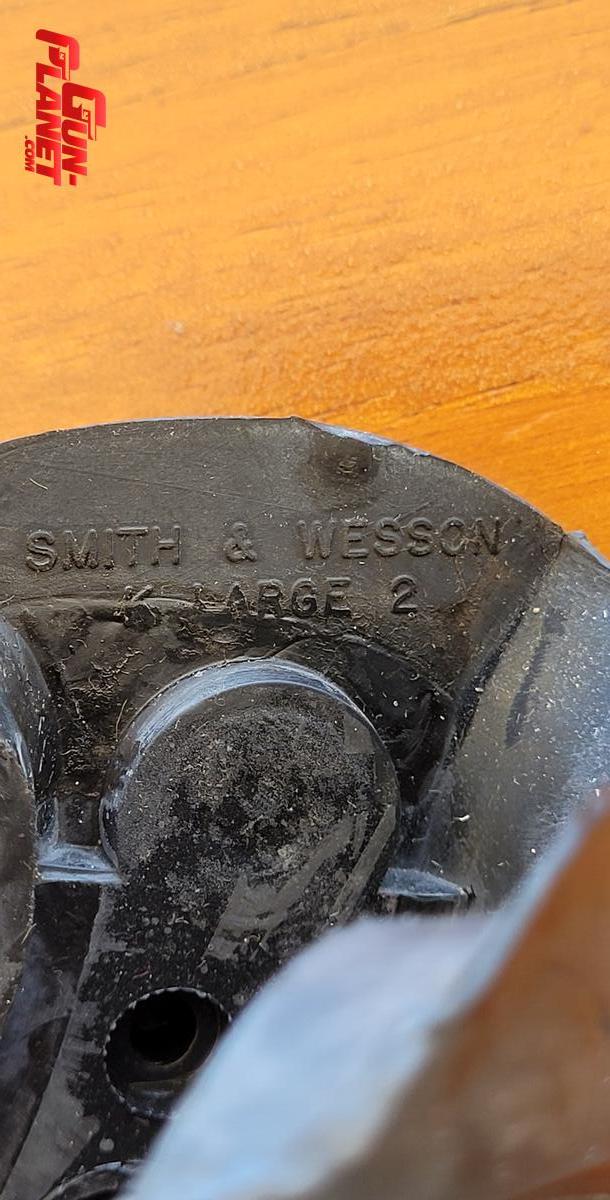 GUN-
PLANET
.COM
SMITH & WESSON
K LARGE 2